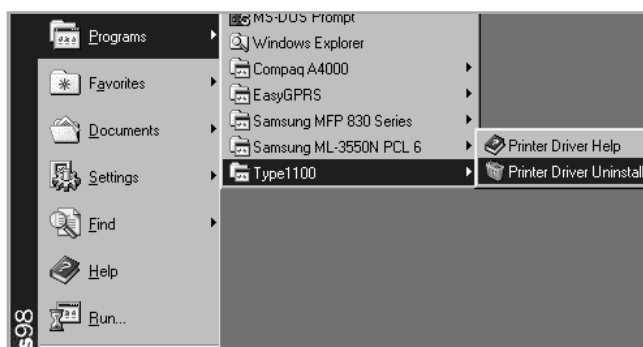 Programs
Favorites
Documents
Settings
Find
Help
Run...
MS-DOS Prompt
Windows Explorer
Compaq A4000
EasyGPRS
Samsung MFP 830 Series
Samsung ML-3550N PCL 6
Type1100
Printer Driver Help
Printer Driver Uninstall
s98